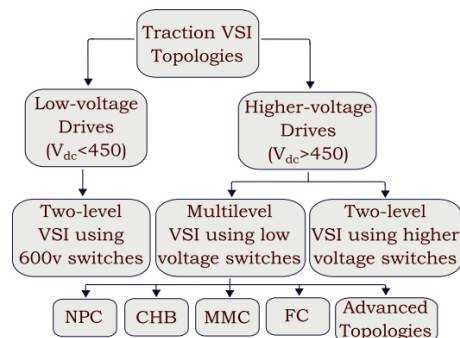 Traction VSI
Topologies
Low-voltage
Drives
(Vdc<450)
Higher-voltage
Drives
(Vdc>450)
Two-level
VSI using
600v switches
Multilevel
VSI using low
voltage switches
Two-level
VSI using higher
voltage switches
NPC
CHB
MMC
FC
Advanced
Topologies